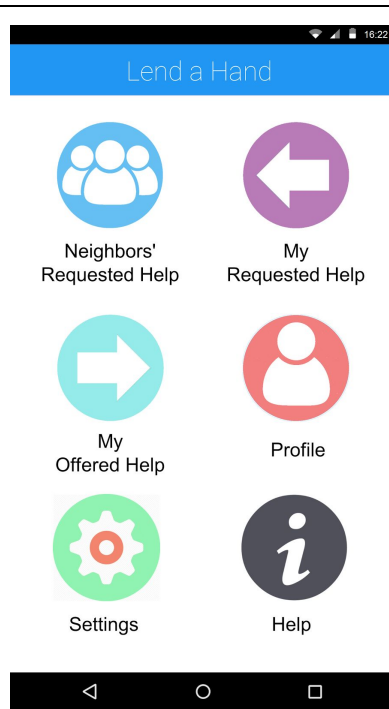 16:22
Lend a Hand
Neighbors'
Requested Help
My
Requested Help
My
Offered Help
Profile
Settings
Help